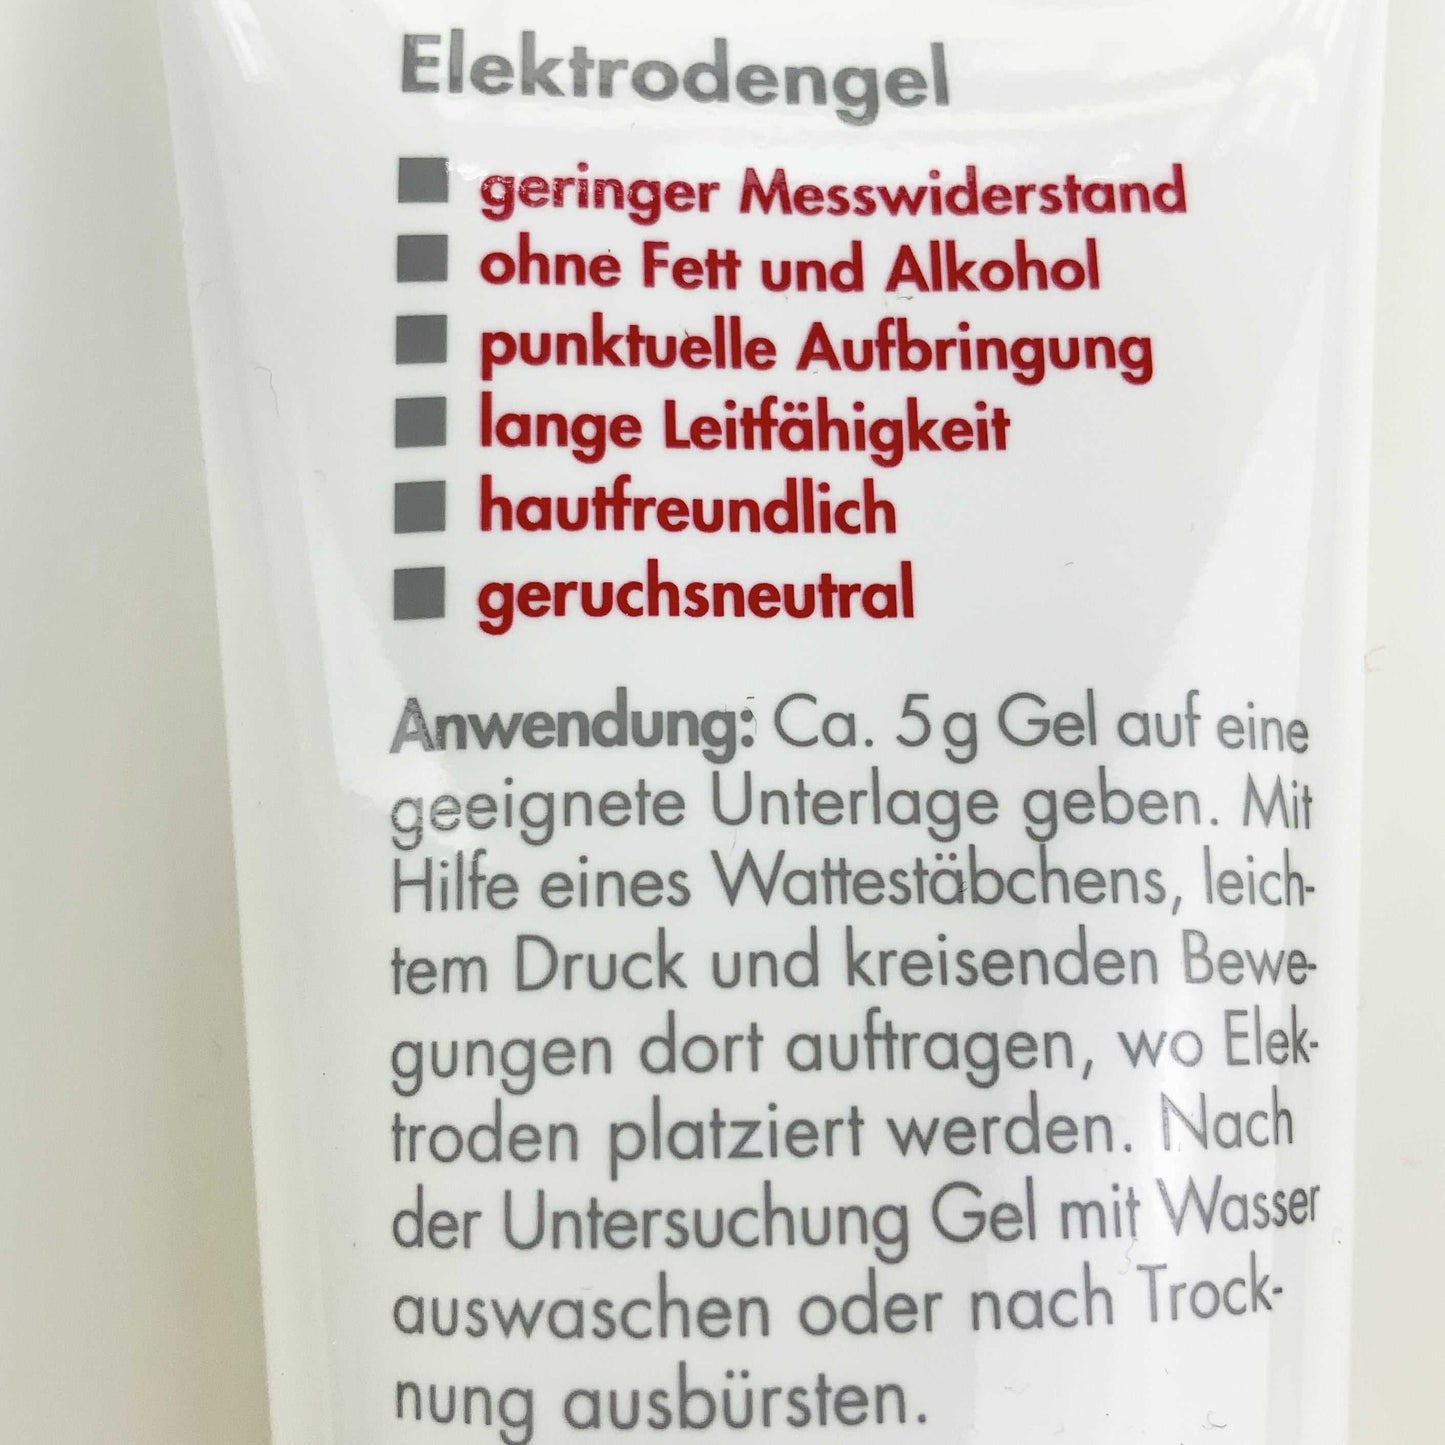 Elektrodengel
geringer Messwiderstand
ohne Fett und Alkohol
punktuelle Aufbringung
lange Leitfähigkeit
hautfreundlich
geruchsneutral
Anwendung: Ca. 5 g Gel auf eine
geeignete Unterlage geben. Mit
Hilfe eines Wattestäbchens, leich-
tem Druck und kreisenden Bewe-
gungen dort auftragen, wo Elek-
troden platziert werden. Nach
der Untersuchung Gel mit Wasser
auswaschen oder nach Trock-
nung ausbürsten.